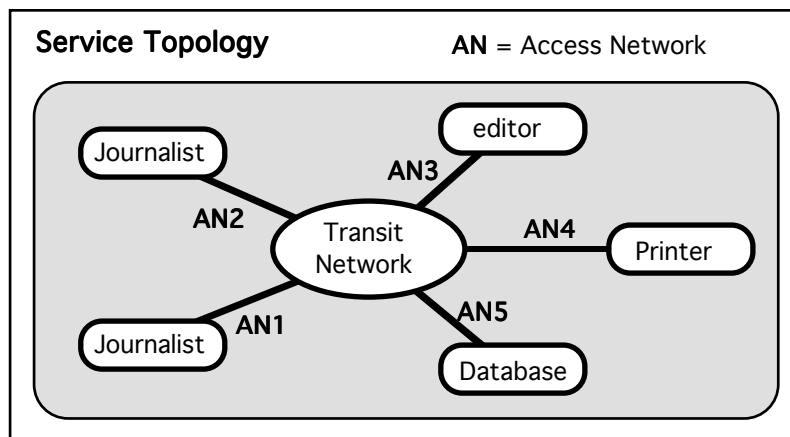 Service Topology
AN = Access Network
Journalist
editor
AN3
AN2
Transit
Network
AN4
Printer
AN1
Journalist
AN5
Database